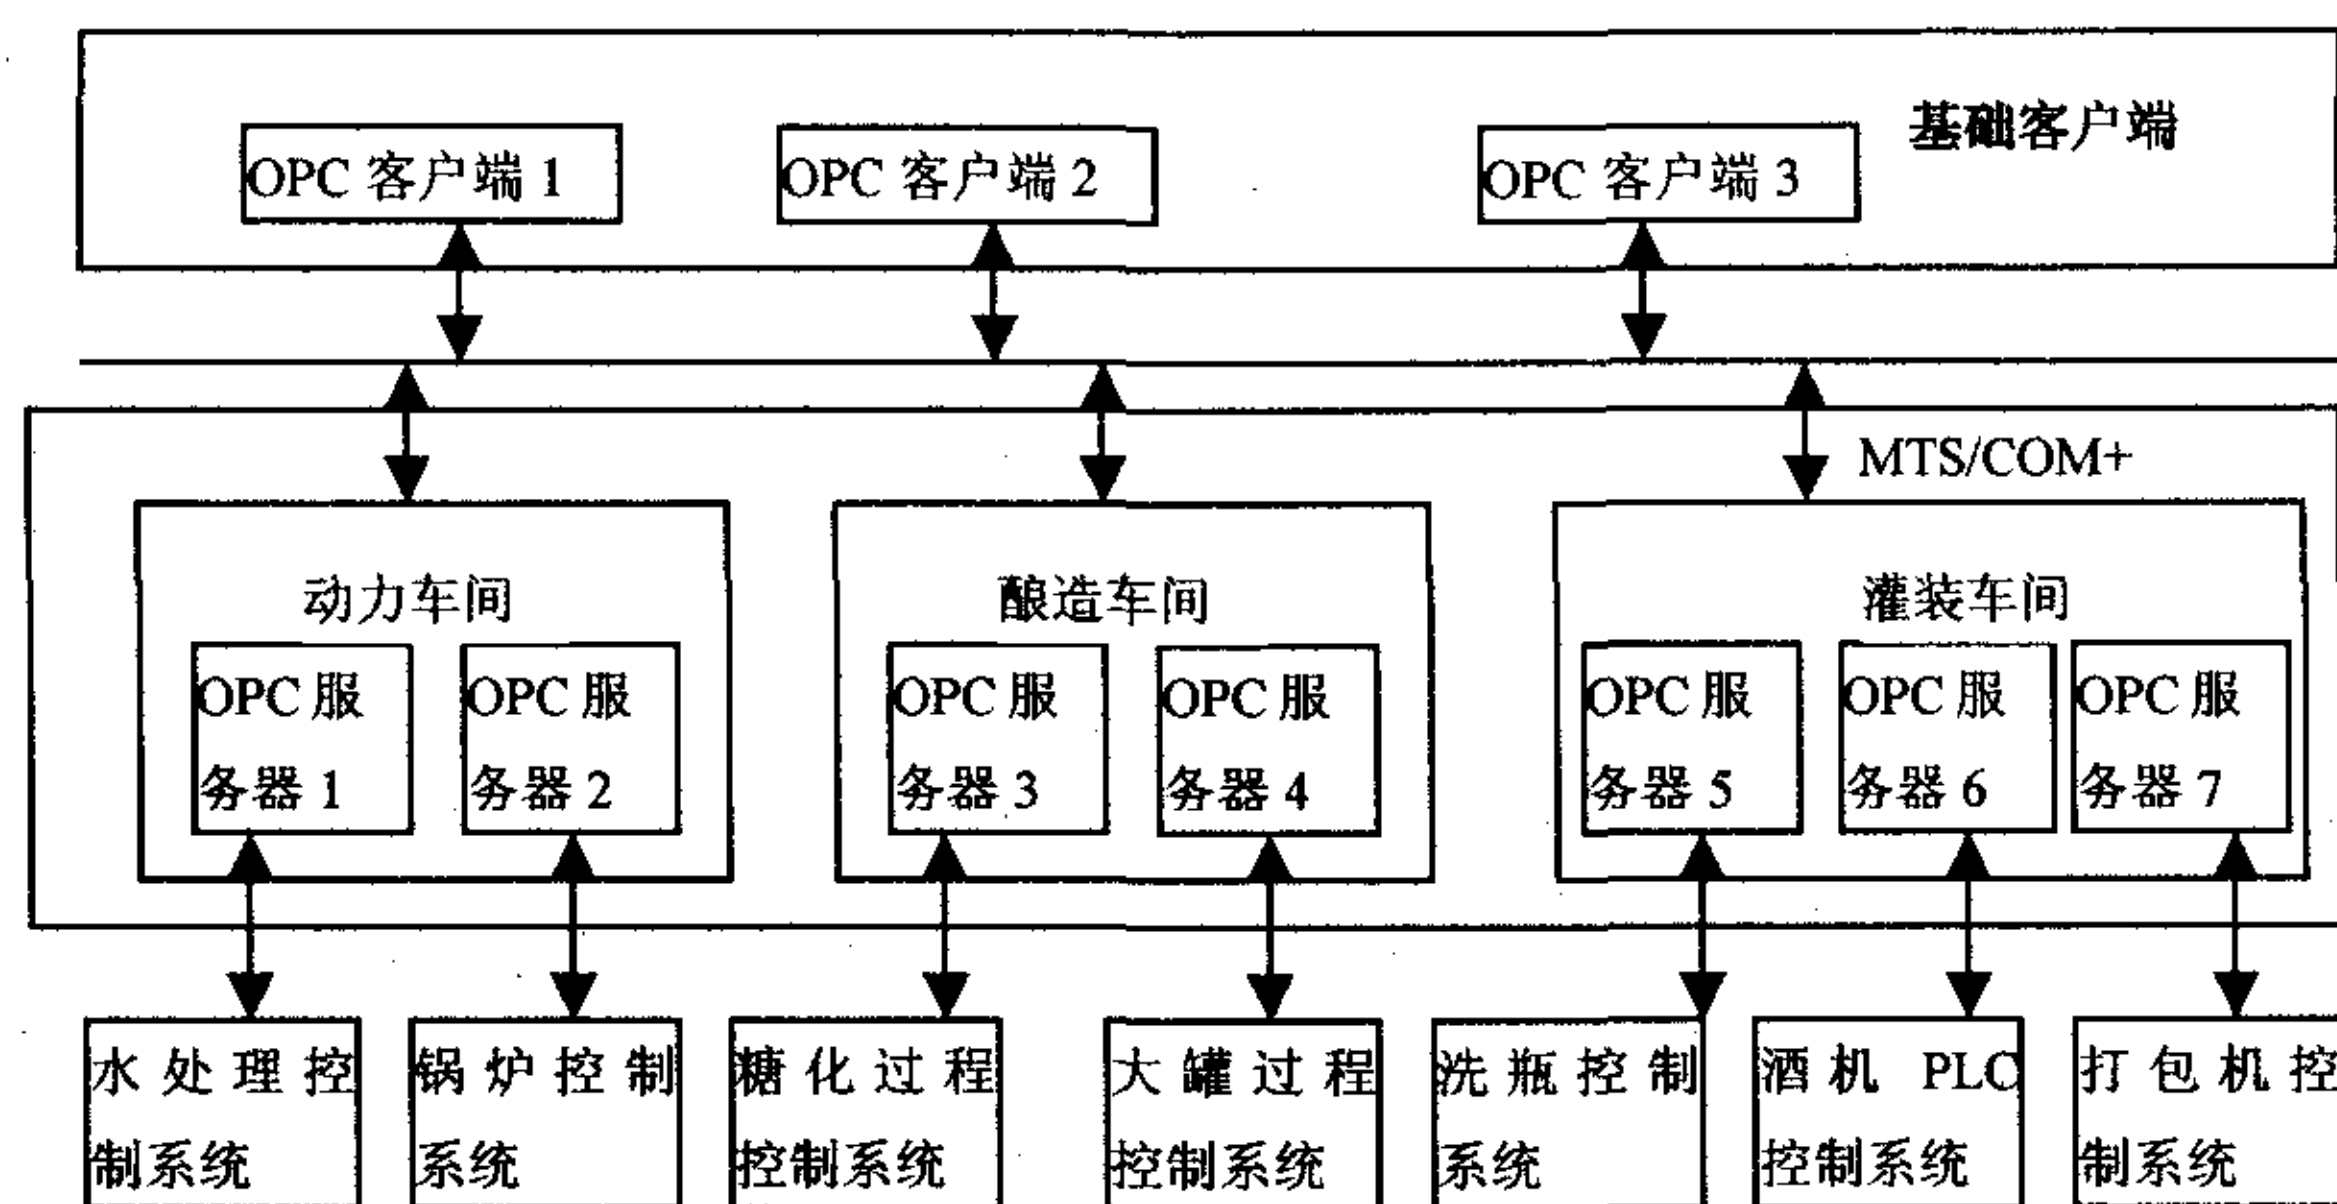 基础客户端
OPC 客户端 1
OPC 客户端 2
OPC 客户端 3
MTS/COM+
动力车间
酿造车间
灌装车间
OPC 服
务器 1
OPC 服
务器 2
OPC 服
务器 3
OPC 服
务器 4
OPC 服
务器 5
OPC 服
务器 6
OPC 服
务器 7
水处理控
制系统
锅炉控制
系统
糖化过程
控制系统
大罐过程
控制系统
洗瓶控制
系统
酒机 PLC
控制系统
打包机控
制系统